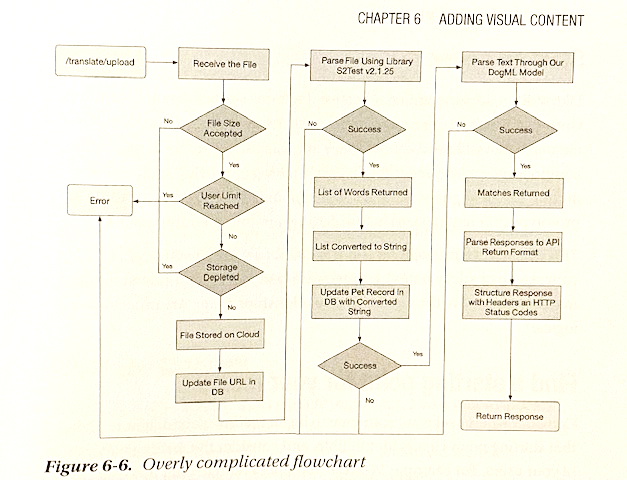 CHAPTER 6 ADDING VISUAL CONTENT
/translate/upload
Receive the File
File Size
Accepted
No
Yes
User Limit
Reached
Yes
No
Error
Storage
Depleted
Yes
No
File Stored on Cloud
Update File URL in
DB
Parse File Using Library
S2Test v2.1.25
Success
No
Yes
List of Words Returned
List Converted to String
Update Pet Record in
DB with Converted
String
Success
Yes
No
Parse Text Through Our
DogML Model
Success
No
Yes
Matches Returned
Parse Responses to API
Return Format
Structure Response
with Headers an HTTP
Status Codes
Return Response
Figure 6-6. Overly complicated flowchart